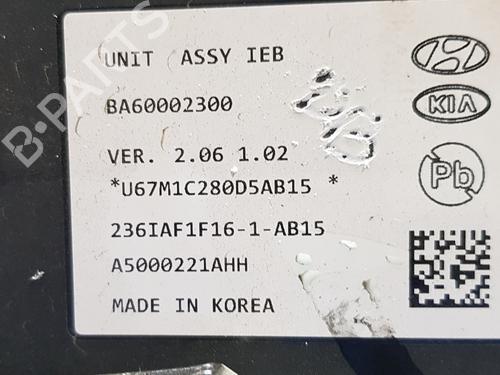 UNIT ASSY IEB
BA60002300
KIA
VER. 2.06 1.02
*U67M1C280D5AB15 *
Pb
236IAF1F16-1-AB15
A5000221AHH
MADE IN KOREA
B-PARTS